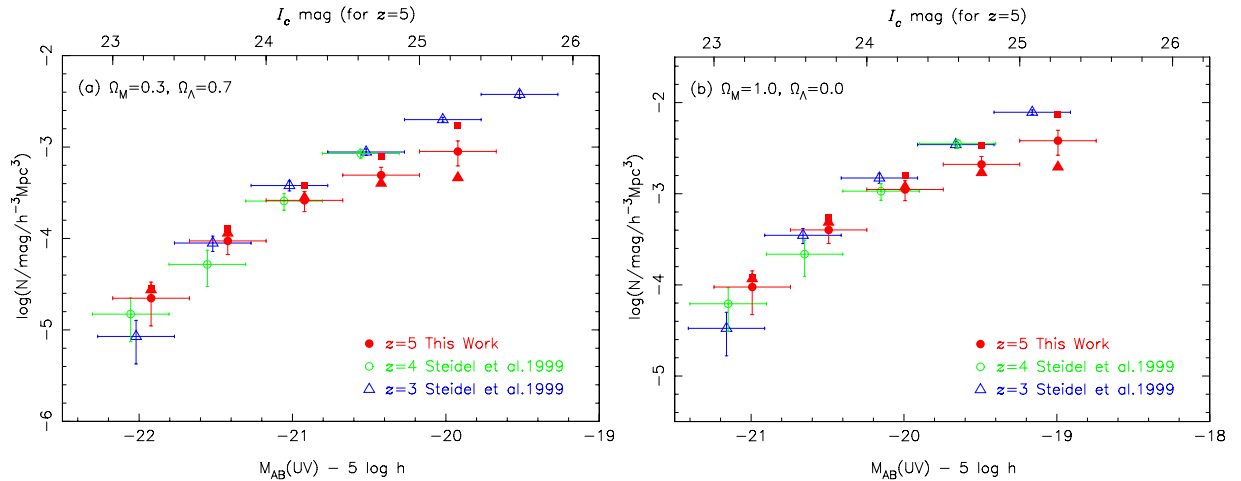 I_c mag (for z=5)
23 24 25 26
(a) Ω_M=0.3, Ω_Λ=0.7
log(N/mag/h⁻³Mpc³)
−2
−3
−4
−5
−6
z=5 This Work
z=4 Steidel et al.1999
z=3 Steidel et al.1999
−22 −21 −20 −19
M_AB(UV) − 5 log h
I_c mag (for z=5)
23 24 25 26
(b) Ω_M=1.0, Ω_Λ=0.0
log(N/mag/h⁻³Mpc³)
−2
−3
−4
−5
z=5 This Work
z=4 Steidel et al.1999
z=3 Steidel et al.1999
−21 −20 −19 −18
M_AB(UV) − 5 log h